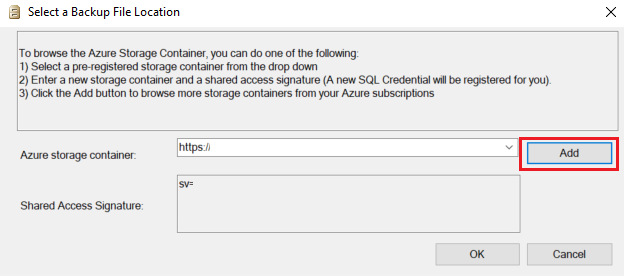 Select a Backup File Location
To browse the Azure Storage Container, you can do one of the following:
1) Select a pre-registered storage container from the drop down
2) Enter a new storage container and a shared access signature (A new SQL Credential will be registered for you).
3) Click the Add button to browse more storage containers from your Azure subscriptions
Azure storage container:
https://
Add
Shared Access Signature:
sv=
OK
Cancel